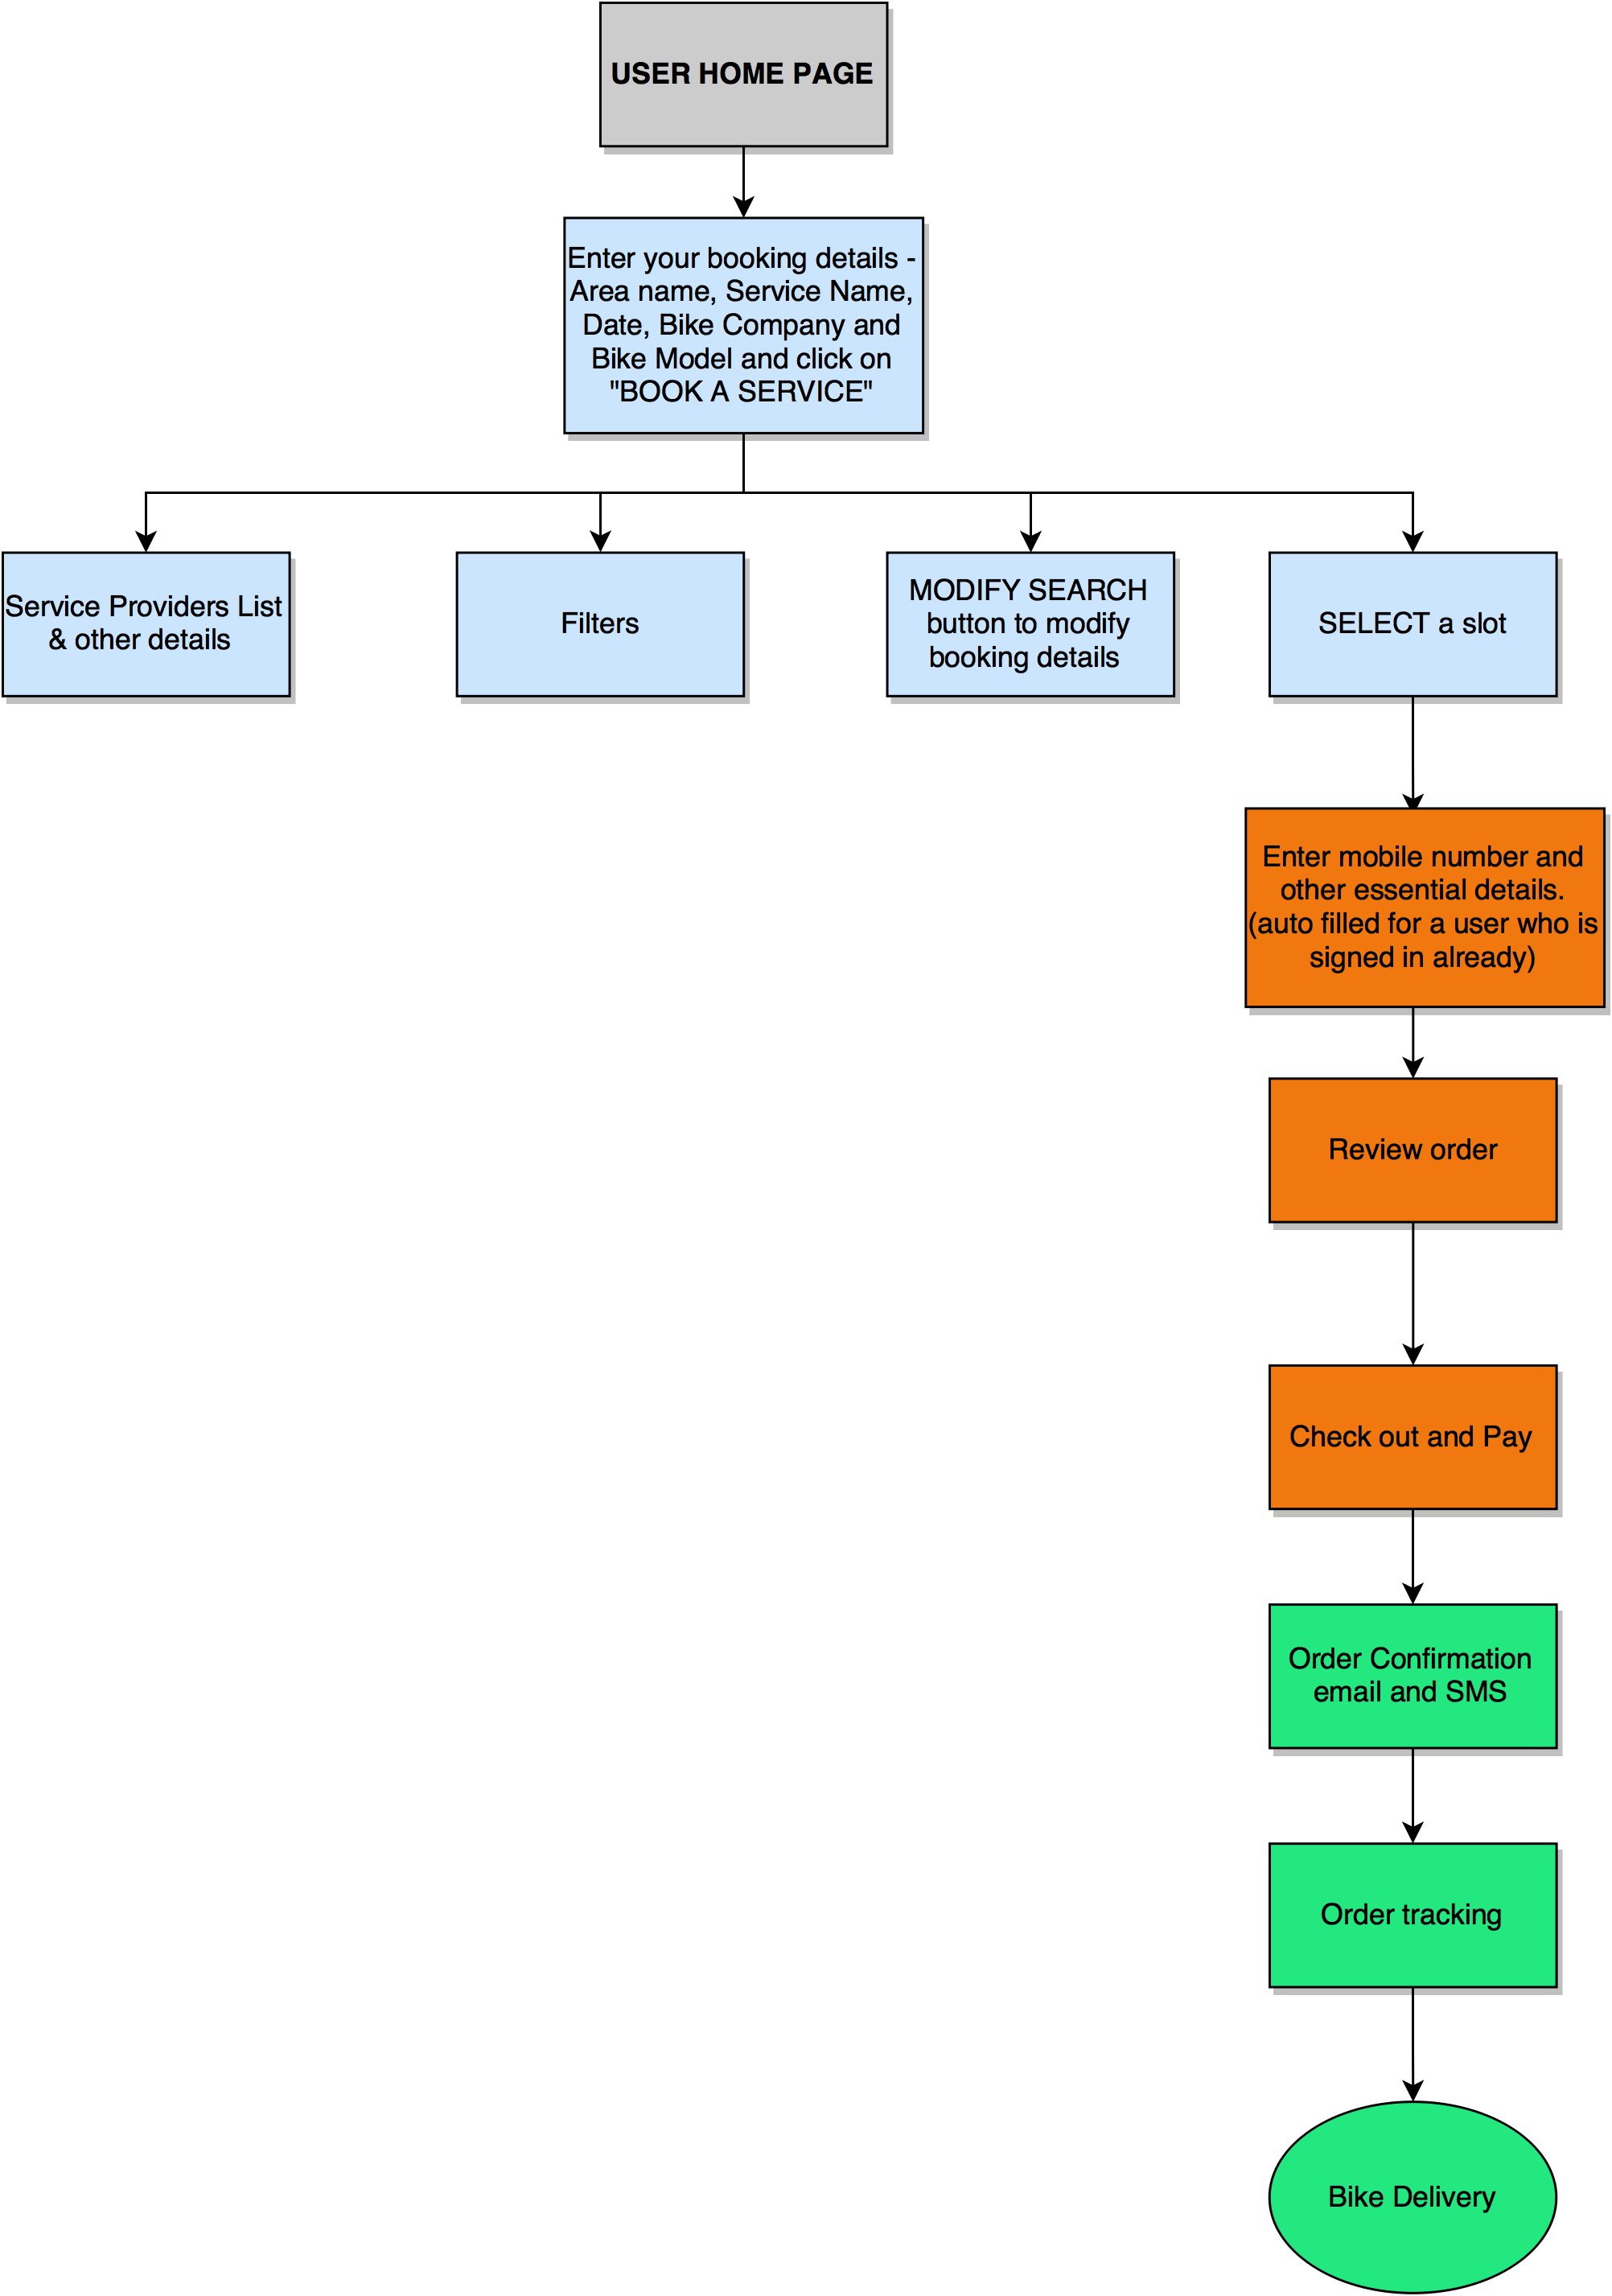 USER HOME PAGE
Enter your booking details -
Area name, Service Name,
Date, Bike Company and
Bike Model and click on
"BOOK A SERVICE"
Service Providers List
& other details
Filters
MODIFY SEARCH
button to modify
booking details
SELECT a slot
Enter mobile number and
other essential details.
(auto filled for a user who is
signed in already)
Review order
Check out and Pay
Order Confirmation
email and SMS
Order tracking
Bike Delivery